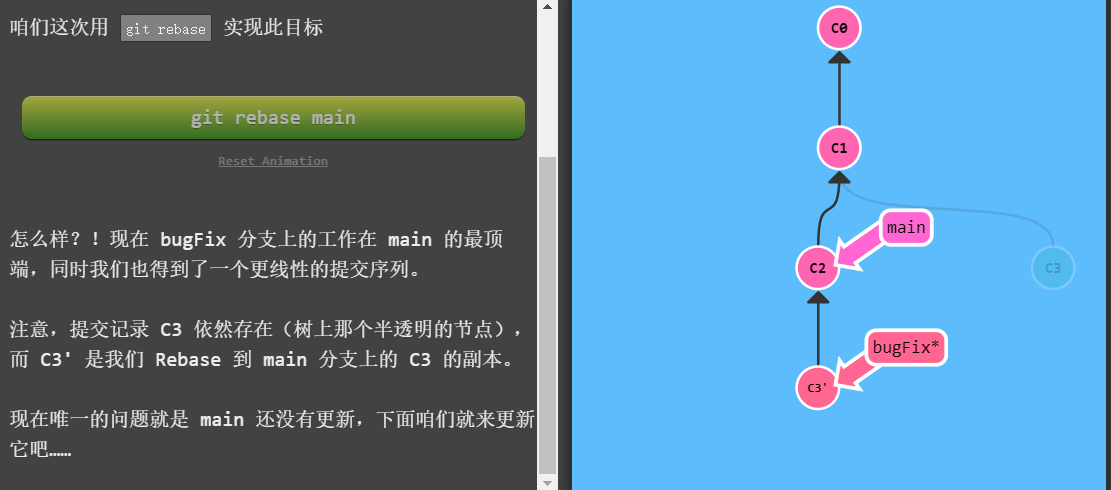 咱们这次用 git rebase 实现此目标
git rebase main
Reset Animation
怎么样？！现在 bugFix 分支上的工作在 main 的最顶
端，同时我们也得到了一个更线性的提交序列。
注意，提交记录 C3 依然存在（树上那个半透明的节点），
而 C3' 是我们 Rebase 到 main 分支上的 C3 的副本。
现在唯一的问题就是 main 还没有更新，下面咱们就来更新
它吧……
C0
C1
main
C2
C3
bugFix*
C3'